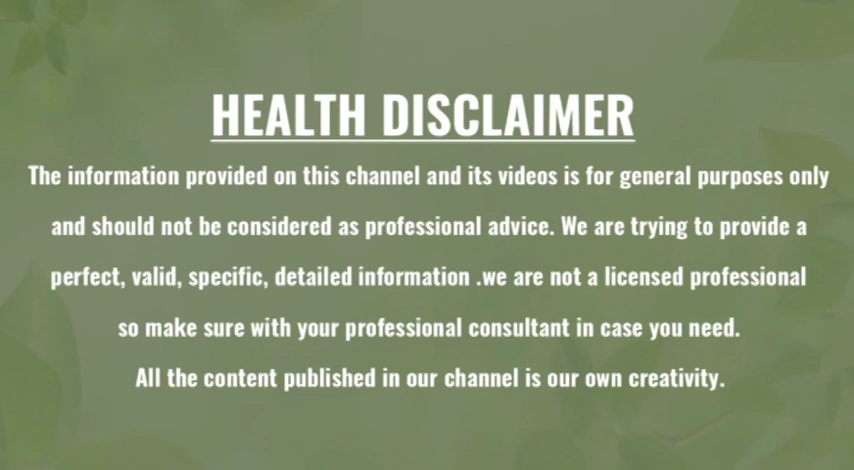 HEALTH DISCLAIMER
The information provided on this channel and its videos is for general purposes only
and should not be considered as professional advice. We are trying to provide a
perfect, valid, specific, detailed information .we are not a licensed professional
so make sure with your professional consultant in case you need.
All the content published in our channel is our own creativity.